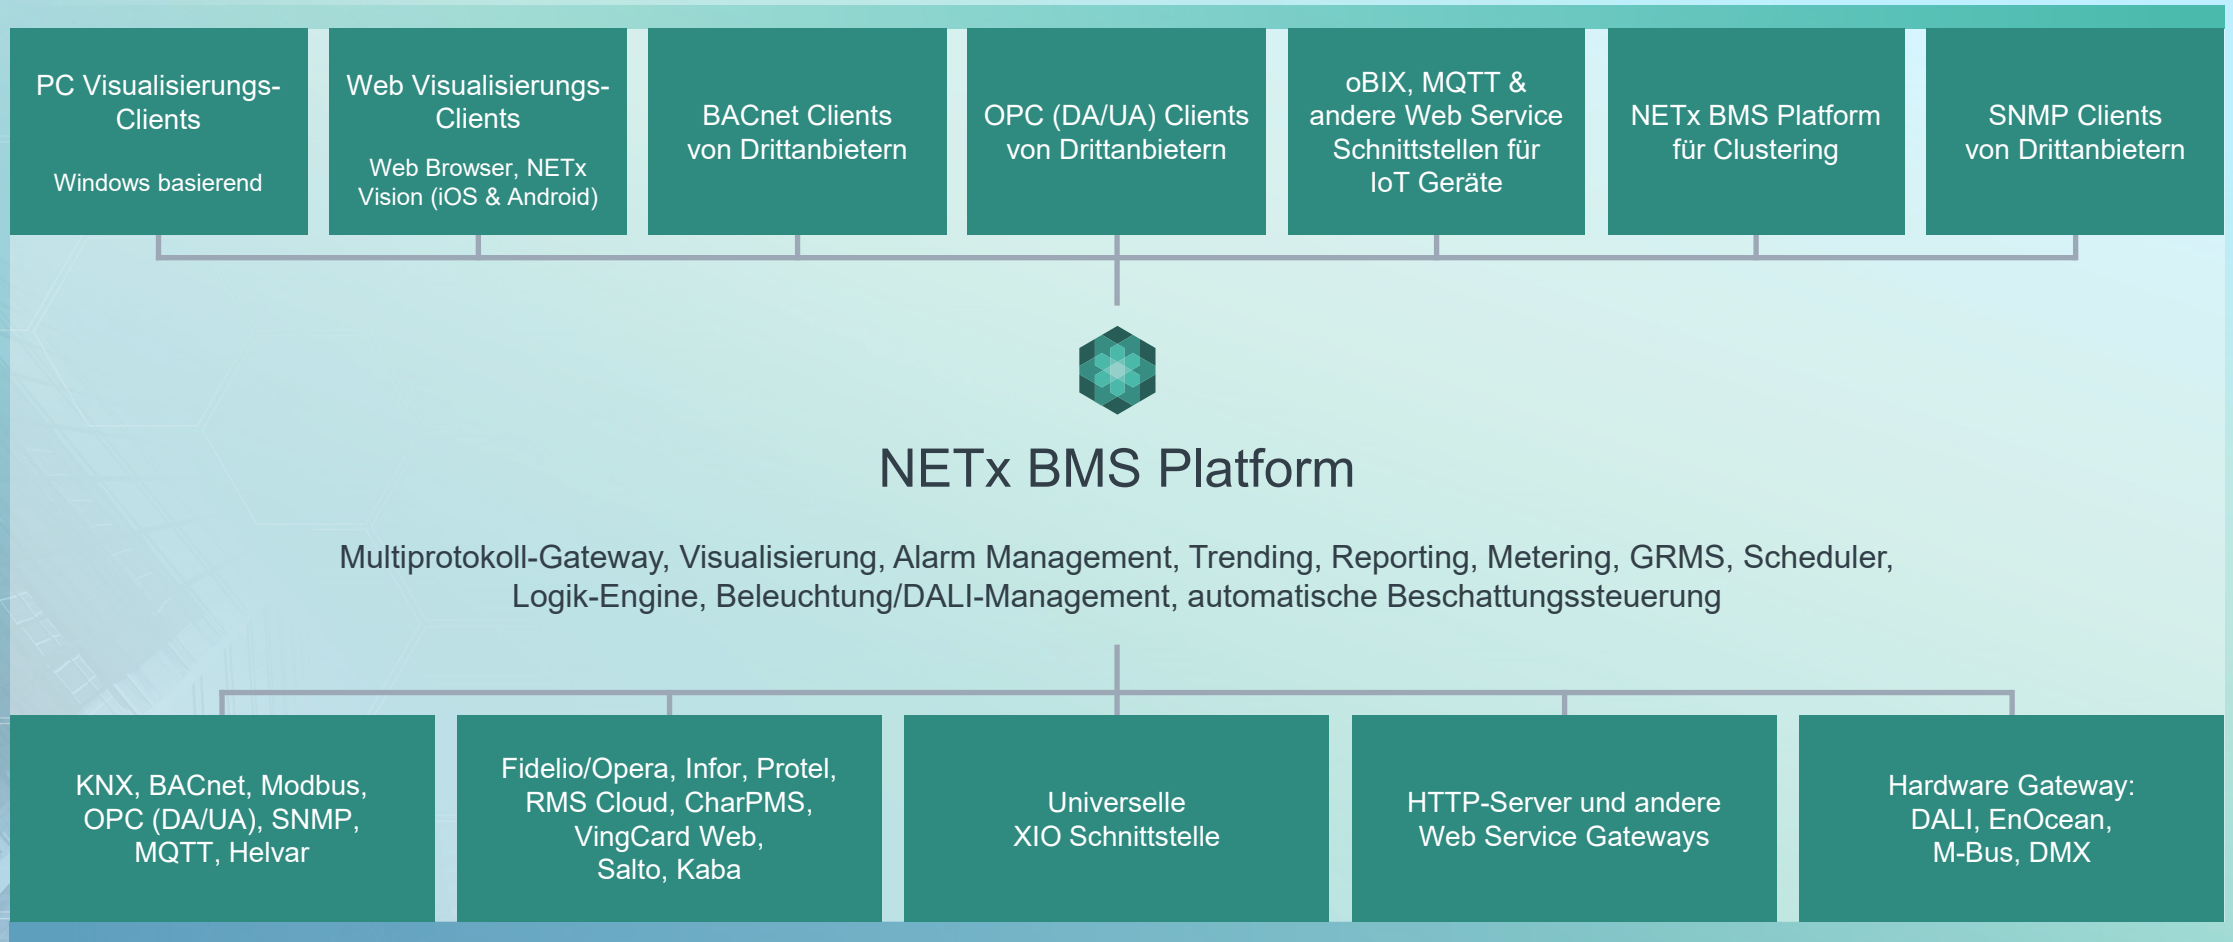 PC Visualisierungs-
Clients
Windows basierend
Web Visualisierungs-
Clients
Web Browser, NETx
Vision (iOS & Android)
BACnet Clients
von Drittanbietern
OPC (DA/UA) Clients
von Drittanbietern
oBIX, MQTT &
andere Web Service
Schnittstellen für
IoT Geräte
NETx BMS Platform
für Clustering
SNMP Clients
von Drittanbietern
NETx BMS Platform
Multiprotokoll-Gateway, Visualisierung, Alarm Management, Trending, Reporting, Metering, GRMS, Scheduler,
Logik-Engine, Beleuchtung/DALI-Management, automatische Beschattungssteuerung
KNX, BACnet, Modbus,
OPC (DA/UA), SNMP,
MQTT, Helvar
Fidelio/Opera, Infor, Protel,
RMS Cloud, CharPMS,
VingCard Web,
Salto, Kaba
Universelle
XIO Schnittstelle
HTTP-Server und andere
Web Service Gateways
Hardware Gateway:
DALI, EnOcean,
M-Bus, DMX